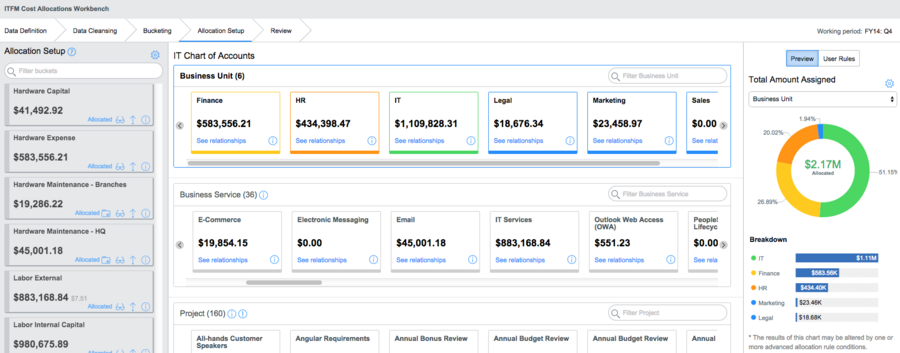 ITFM Cost Allocations Workbench
Data Definition
Data Cleansing
Bucketing
Allocation Setup
Review
Working period: FY14: Q4
Allocation Setup
Filter buckets
Hardware Capital
$41,492.92
Allocated
Hardware Expense
$583,556.21
Allocated
Hardware Maintenance - Branches
$19,286.22
Allocated
Hardware Maintenance - HQ
$45,001.18
Allocated
Labor External
$883,168.84 $7.51
Allocated
Labor Internal Capital
$980,675.89
IT Chart of Accounts
Business Unit (6)
Filter Business Unit
Finance
$583,556.21
See relationships
HR
$434,398.47
See relationships
IT
$1,109,828.31
See relationships
Legal
$18,676.34
See relationships
Marketing
$23,458.97
See relationships
Sales
$0.00
See relations
Business Service (36)
Filter Business Service
E-Commerce
$19,854.15
See relationships
Electronic Messaging
$0.00
See relationships
Email
$45,001.18
See relationships
IT Services
$883,168.84
See relationships
Outlook Web Access
(OWA)
$551.23
See relationships
People
Lifecyc
$0.00
See relations
Project (160)
Filter Project
All-hands Customer
Speakers
Angular Requirements
Annual Bonus Review
Annual Budget Review
Annual Budget Review
Annual
Preview
User Rules
Total Amount Assigned
Business Unit
1.94%
20.02%
26.89%
51.15%
$2.17M
Allocated
Breakdown
IT $1.11M
Finance $583.56K
HR $434.40K
Marketing $23.46K
Legal $18.68K
* The results of this chart may be altered by one or
more advanced allocation rule conditions.